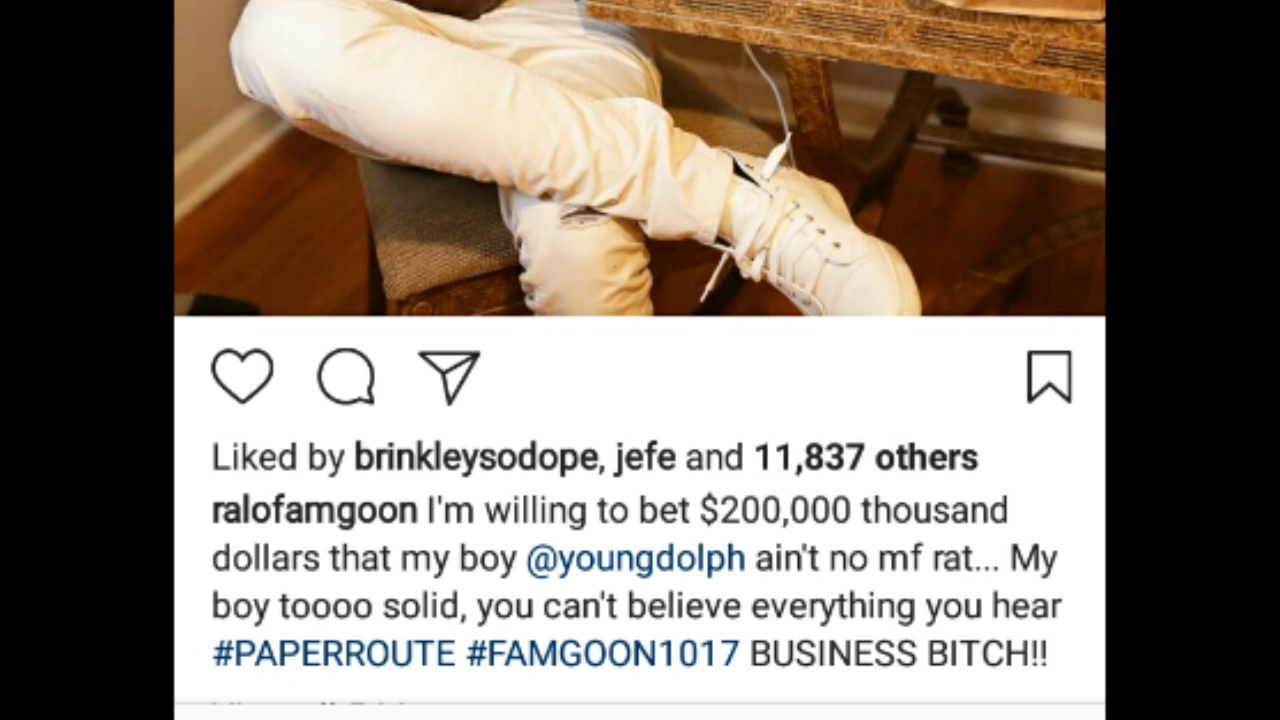 Liked by brinkleysodope, jefe and 11,837 others
ralofamgoon I'm willing to bet $200,000 thousand
dollars that my boy @youngdolph ain't no mf rat... My
boy toooo solid, you can't believe everything you hear
#PAPERROUTE #FAMGOON1017 BUSINESS BITCH!!